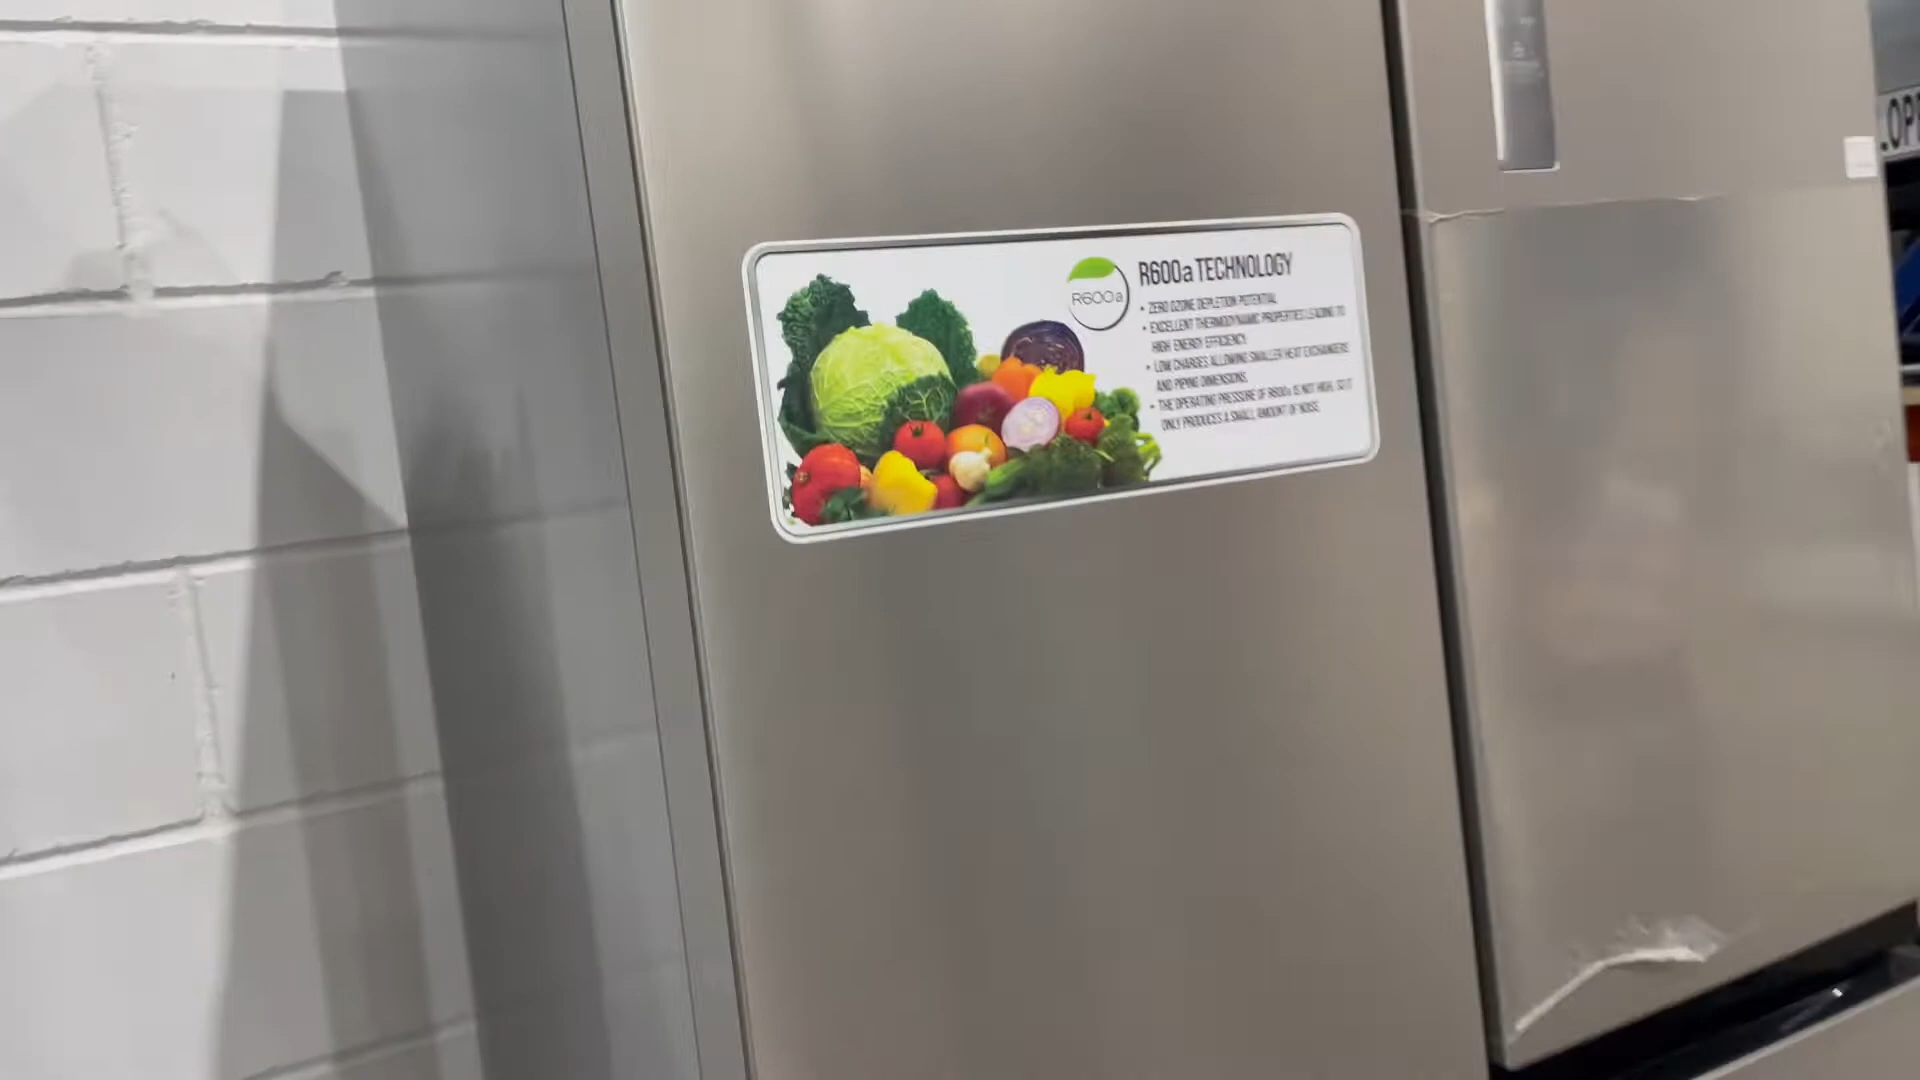 R600a
R600a TECHNOLOGY
• ZERO OZONE DEPLETION POTENTIAL
• EXCELLENT THERMODYNAMIC PROPERTIES LEADING TO
HIGH ENERGY EFFICIENCY
• LOW CHARGES ALLOWING SMALLER HEAT EXCHANGERS
AND PIPING DIMENSIONS.
• THE OPERATING PRESSURE OF R600a IS NOT HIGH, SO IT
ONLY PRODUCES A SMALL AMOUNT OF NOISE.